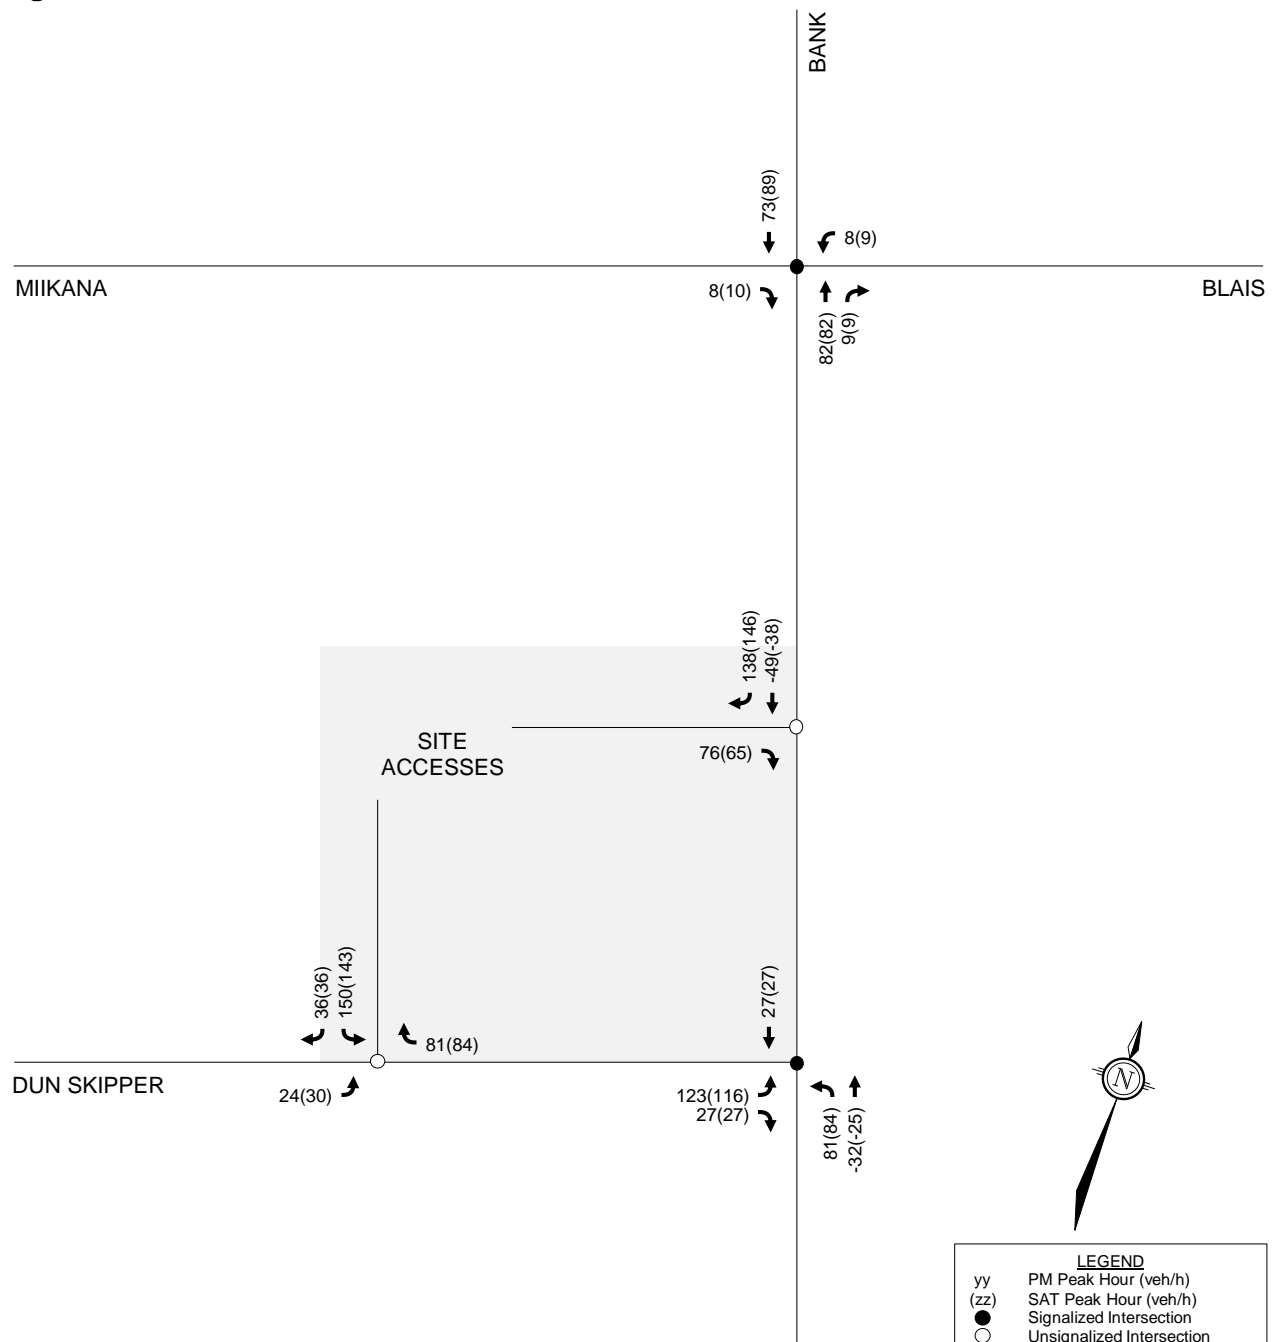 BANK
73(89)
8(9)
MIIKANA
BLAIS
8(10)
82(82)
9(9)
138(146)
-49(-38)
SITE
ACCESSES
76(65)
36(36)
150(143)
27(27)
81(84)
DUN SKIPPER
24(30)
123(116)
27(27)
81(84)
-32(-25)
N
LEGEND
yy PM Peak Hour (veh/h)
(zz) SAT Peak Hour (veh/h)
Signalized Intersection
Unsignalized Intersection